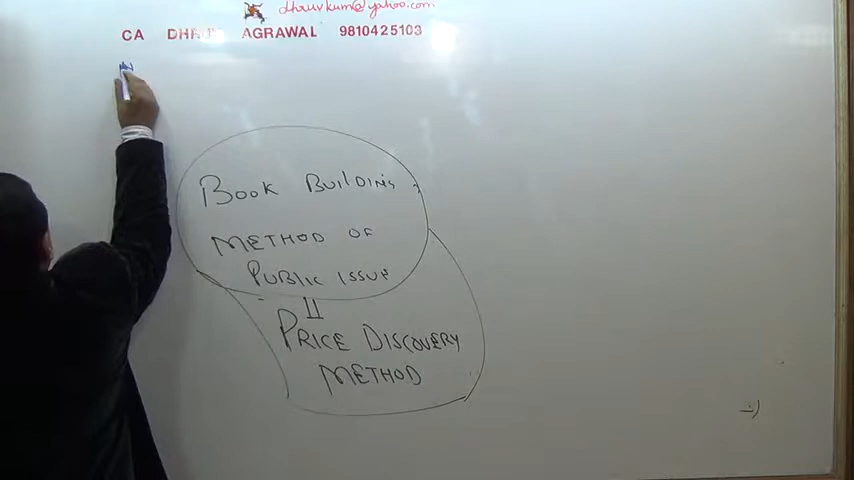 dhruvkum@yahoo.com
CA DHRUV AGRAWAL 9810425103
BOOK BUILDING
METHOD OF
PUBLIC ISSUE
PRICE DISCOVERY
METHOD
:)